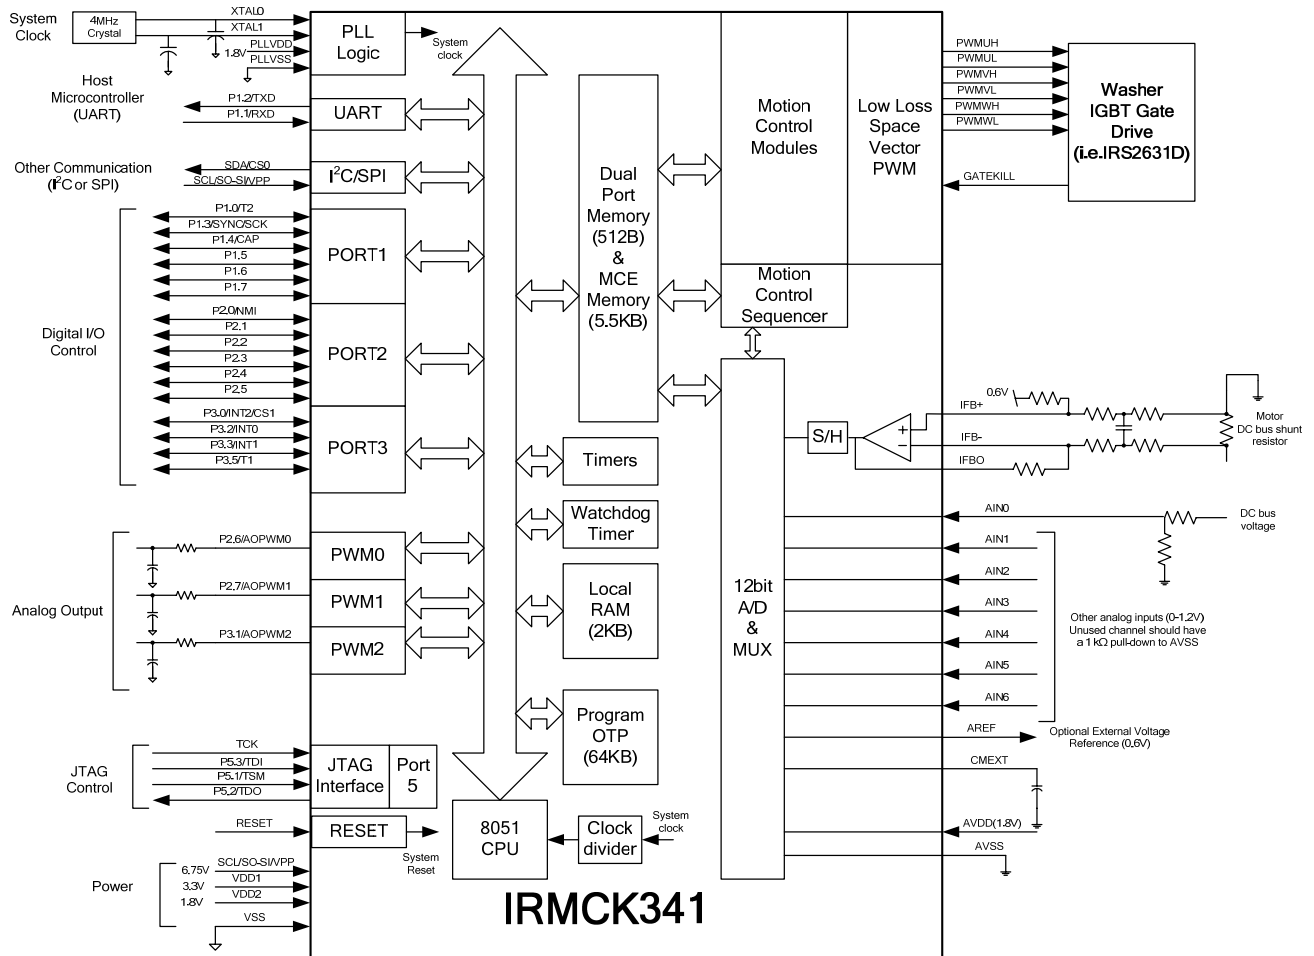 System
Clock
4MHz
Crystal
XTAL0
XTAL1
PLLVDD
1.8V
PLLVSS
PLL
Logic
System
clock
Host
Microcontroller
(UART)
P1.2/TXD
P1.1/RXD
UART
Other Communication
(I²C or SPI)
SDA/CS0
SCL/SO-SI/VPP
I²C/SPI
Digital I/O
Control
P1.0/T2
P1.3/SYNC/SCK
P1.4/CAP
P1.5
P1.6
P1.7
PORT1
P2.0/NMI
P2.1
P2.2
P2.3
P2.4
P2.5
PORT2
P3.0/INT2/CS1
P3.2/INT0
P3.3/INT1
P3.5/T1
PORT3
Analog Output
P2.6/AOPWM0
PWM0
P2.7/AOPWM1
PWM1
P3.1/AOPWM2
PWM2
JTAG
Control
TCK
P5.3/TDI
P5.1/TSM
P5.2/TDO
JTAG
Interface
Port
5
RESET
RESET
System
Reset
Power
6.75V
SCL/SO-SI/VPP
3.3V
VDD1
1.8V
VDD2
VSS
8051
CPU
Clock
divider
System
clock
Dual
Port
Memory
(512B)
&
MCE
Memory
(5.5KB)
Timers
Watchdog
Timer
Local
RAM
(2KB)
Program
OTP
(64KB)
Motion
Control
Modules
Low Loss
Space
Vector
PWM
Motion
Control
Sequencer
12bit
A/D
&
MUX
S/H
+
−
PWMUH
PWMUL
PWMVH
PWMVL
PWMWH
PWMWL
GATEKILL
Washer
IGBT Gate
Drive
(i.e.IRS2631D)
0.6V
IFB+
IFB-
IFBO
Motor
DC bus shunt
resistor
AIN0
DC bus
voltage
AIN1
AIN2
AIN3
AIN4
AIN5
AIN6
Other analog inputs (0-1.2V)
Unused channel should have
a 1 kΩ pull-down to AVSS
AREF
Optional External Voltage
Reference (0.6V)
CMEXT
AVDD(1.8V)
AVSS
IRMCK341